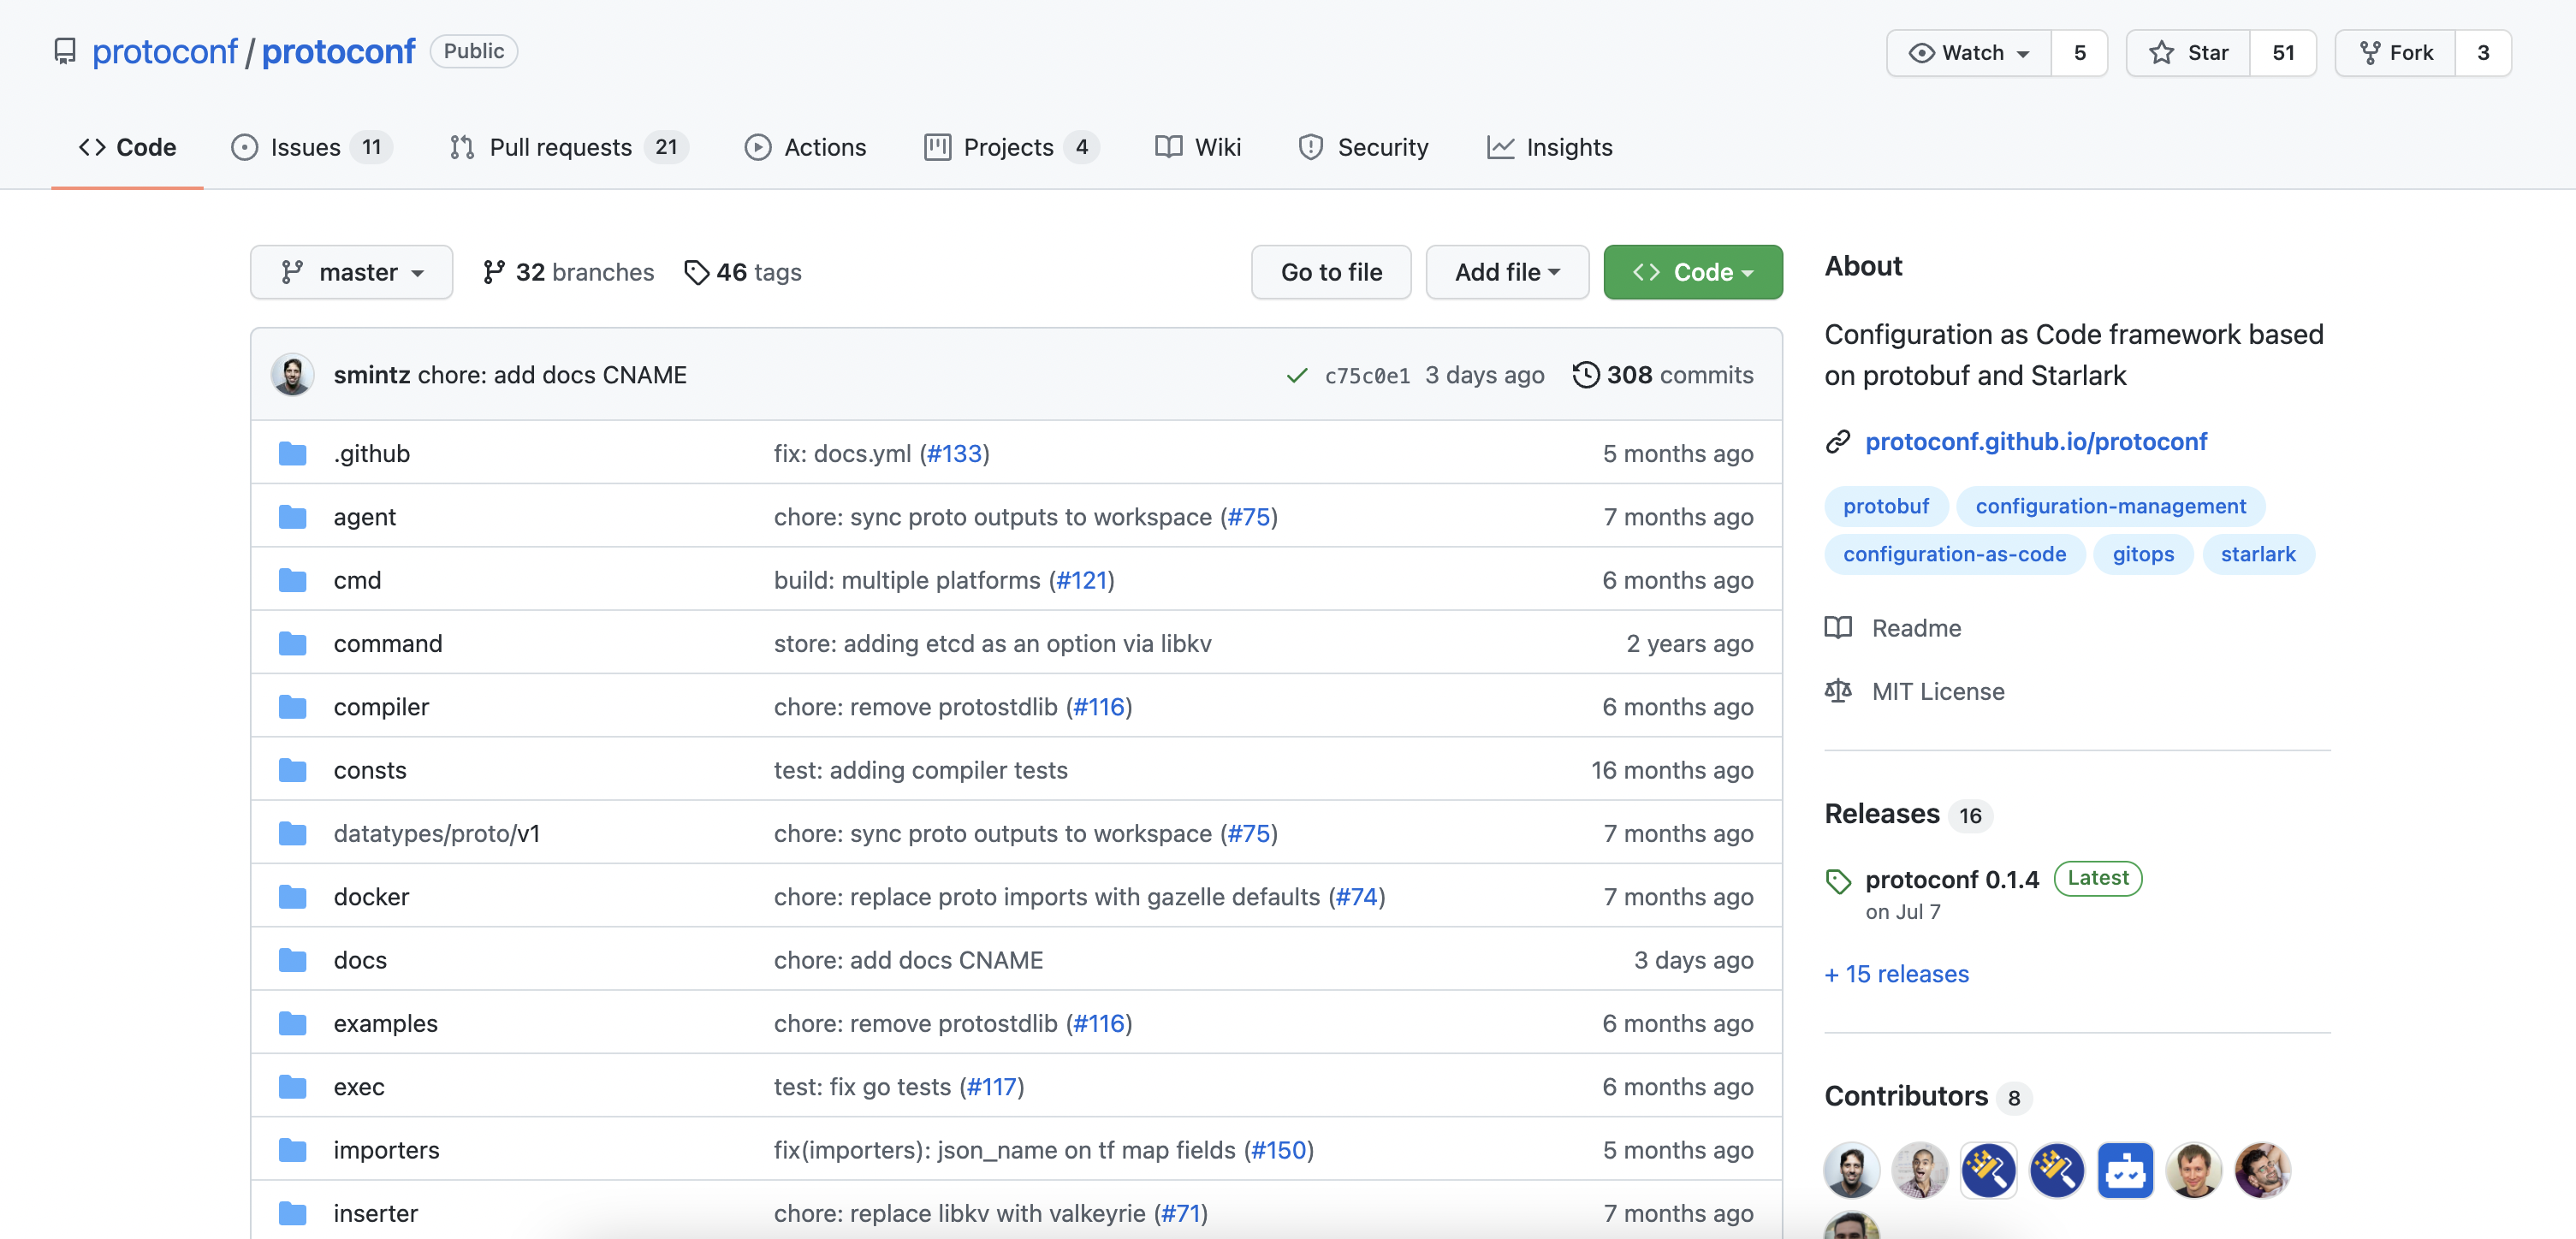 protoconf / protoconf Public
Watch 5 Star 51 Fork 3
Code Issues 11 Pull requests 21 Actions Projects 4 Wiki Security Insights
master 32 branches 46 tags Go to file Add file Code
smintz chore: add docs CNAME c75c0e1 3 days ago 308 commits
.github fix: docs.yml (#133) 5 months ago
agent chore: sync proto outputs to workspace (#75) 7 months ago
cmd build: multiple platforms (#121) 6 months ago
command store: adding etcd as an option via libkv 2 years ago
compiler chore: remove protostdlib (#116) 6 months ago
consts test: adding compiler tests 16 months ago
datatypes/proto/v1 chore: sync proto outputs to workspace (#75) 7 months ago
docker chore: replace proto imports with gazelle defaults (#74) 7 months ago
docs chore: add docs CNAME 3 days ago
examples chore: remove protostdlib (#116) 6 months ago
exec test: fix go tests (#117) 6 months ago
importers fix(importers): json_name on tf map fields (#150) 5 months ago
inserter chore: replace libkv with valkeyrie (#71) 7 months ago
About
Configuration as Code framework based
on protobuf and Starlark
protoconf.github.io/protoconf
protobuf configuration-management
configuration-as-code gitops starlark
Readme
MIT License
Releases 16
protoconf 0.1.4 Latest
on Jul 7
+ 15 releases
Contributors 8